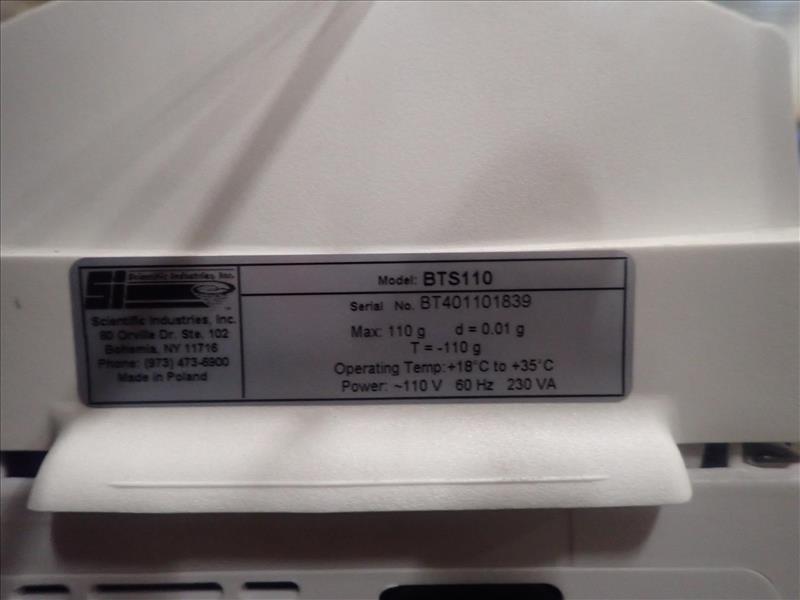 SI Scientific Industries, Inc.
Scientific Industries, Inc.
80 Orville Dr. Ste. 102
Bohemia, NY 11716
Phone: (973) 473-6900
Made in Poland
Model: BTS110
Serial No. BT401101839
Max: 110 g d = 0.01 g
T = -110 g
Operating Temp:+18°C to +35°C
Power: ~110 V 60 Hz 230 VA